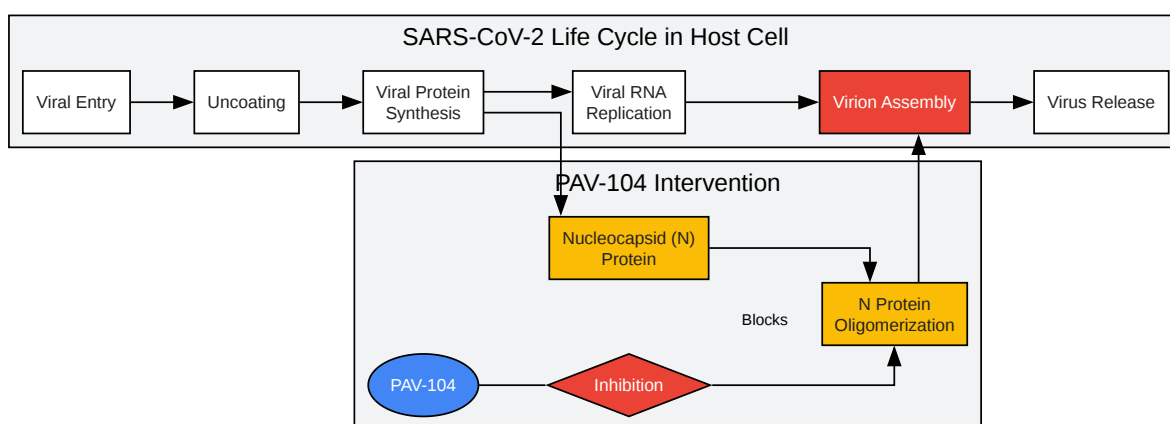 SARS-CoV-2 Life Cycle in Host Cell
Viral Entry
Uncoating
Viral Protein
Synthesis
Viral RNA
Replication
Virion Assembly
Virus Release
PAV-104 Intervention
Nucleocapsid (N)
Protein
N Protein
Oligomerization
Blocks
PAV-104
Inhibition